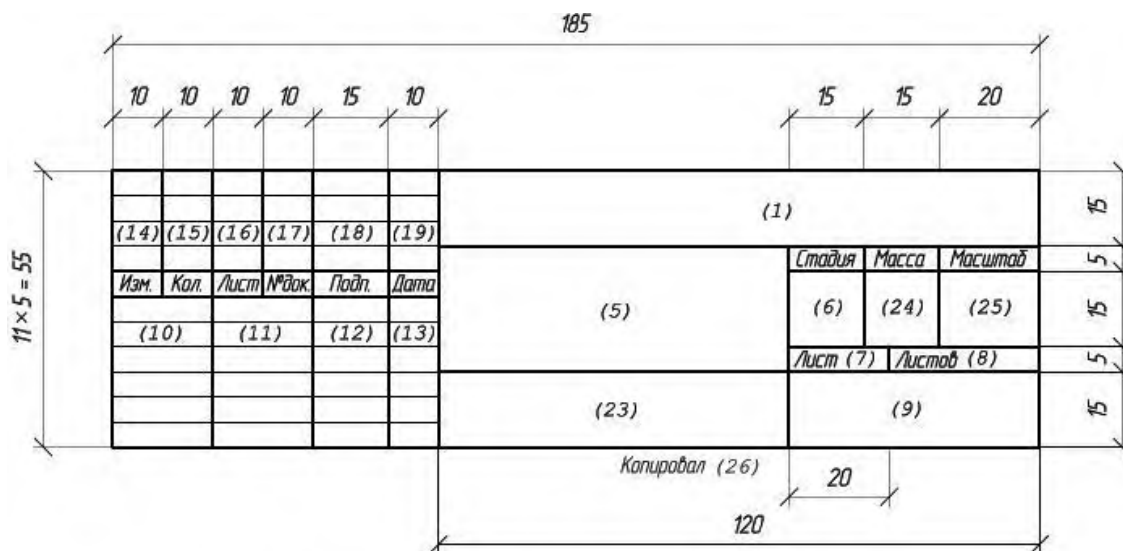 185
10 10 10 10 15 10 15 15 20
(1)
15
(14) (15) (16) (17) (18) (19)
Стадия Масса Масштаб
5
Изм. Кол. Лист №док. Подп. Дата
11 × 5 = 55
(5)
(6) (24) (25)
15
(10) (11) (12) (13)
Лист (7) Листов (8)
5
(23)
(9)
15
Копировал (26)
20
120